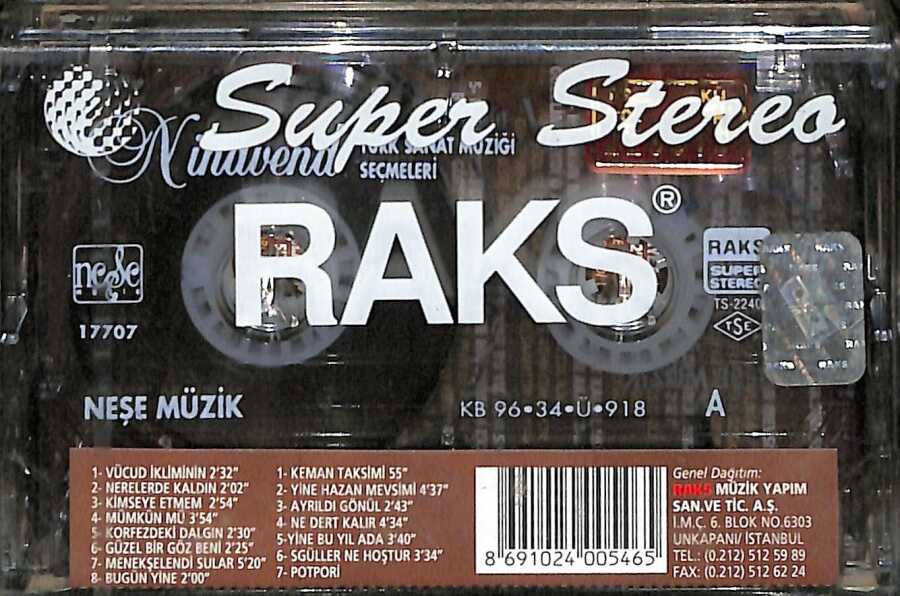 Super Stereo
Nihavend TÜRK SANAT MÜZİĞİ
SEÇMELERİ
RAKS®
neşe
17707
RAKS
SUPER
STEREO
TS-2240
TSE
NEŞE MÜZİK
KB 96•34•Ü•918
A
1- VÜCUD İKLİMİNİN 2'32"
2- NERELERDE KALDIN 2'02"
3- KİMSEYE ETMEM 2'54"
4- MÜMKÜN MÜ 3'54"
5- KORFEZDEKİ DALGIN 2'30"
6- GÜZEL BİR GÖZ BENİ 2'25"
7- MENEKŞELENDİ SULAR 5'20"
8- BUGÜN YİNE 2'00"
1- KEMAN TAKSİMİ 55"
2- YİNE HAZAN MEVSİMİ 4'37"
3- AYRILDI GÖNÜL 2'43"
4- NE DERT KALIR 4'34"
5-YİNE BU YIL ADA 3'40"
6- SGÜLLER NE HOŞTUR 3'34"
7- POTPORİ
8 691024 005465
Genel Dağıtım:
RAKS MÜZİK YAPIM
SAN.VE TİC. A.Ş.
İ.M.Ç. 6. BLOK NO.6303
UNKAPANI/ İSTANBUL
TEL.: (0.212) 512 59 89
FAX: (0.212) 512 62 24